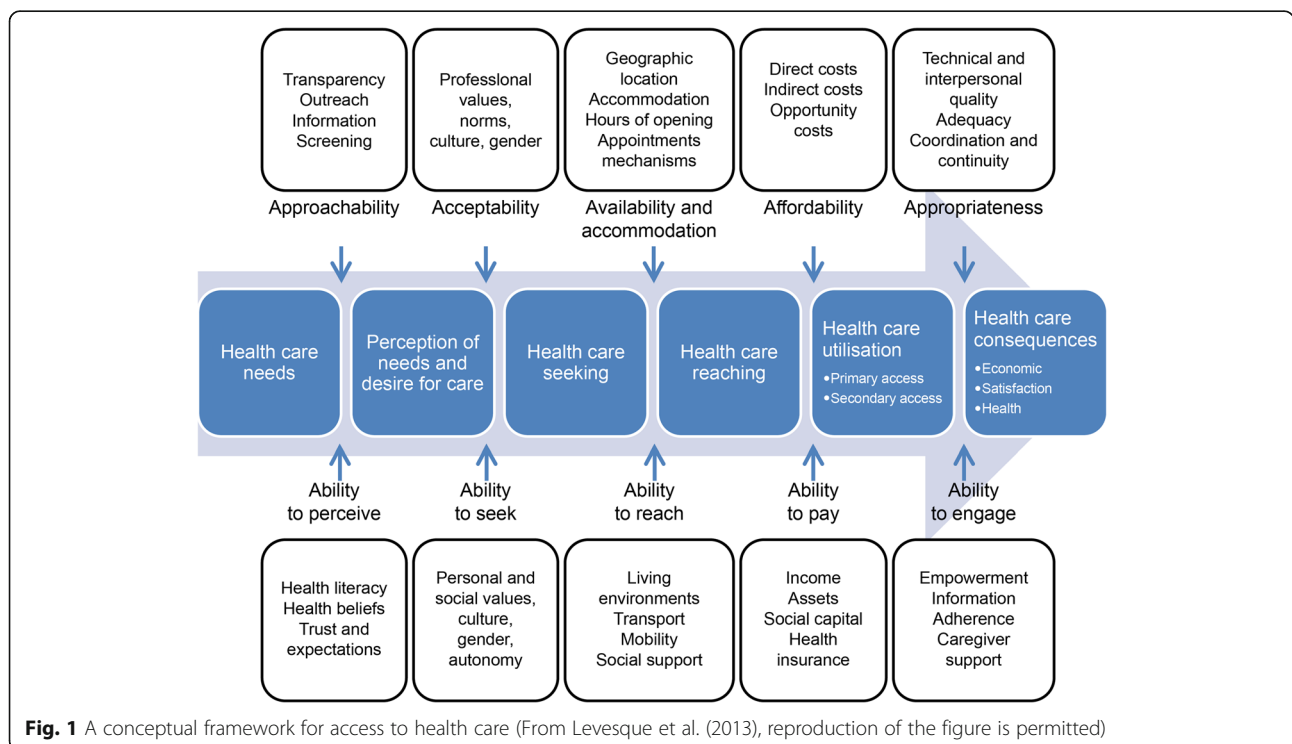 Transparency
Outreach
Information
Screening
Professional
values,
norms,
culture, gender
Geographic
location
Accommodation
Hours of opening
Appointments
mechanisms
Direct costs
Indirect costs
Opportunity
costs
Technical and
interpersonal
quality
Adequacy
Coordination and
continuity
Approachability
Acceptability
Availability and
accommodation
Affordability
Appropriateness
Health care
needs
Perception of
needs and
desire for care
Health care
seeking
Health care
reaching
Health care
utilisation
•Primary access
•Secondary access
Health care
consequences
•Economic
•Satisfaction
•Health
Ability
to perceive
Ability
to seek
Ability
to reach
Ability
to pay
Ability
to engage
Health literacy
Health beliefs
Trust and
expectations
Personal and
social values,
culture,
gender,
autonomy
Living
environments
Transport
Mobility
Social support
Income
Assets
Social capital
Health
insurance
Empowerment
Information
Adherence
Caregiver
support
Fig. 1 A conceptual framework for access to health care (From Levesque et al. (2013), reproduction of the figure is permitted)